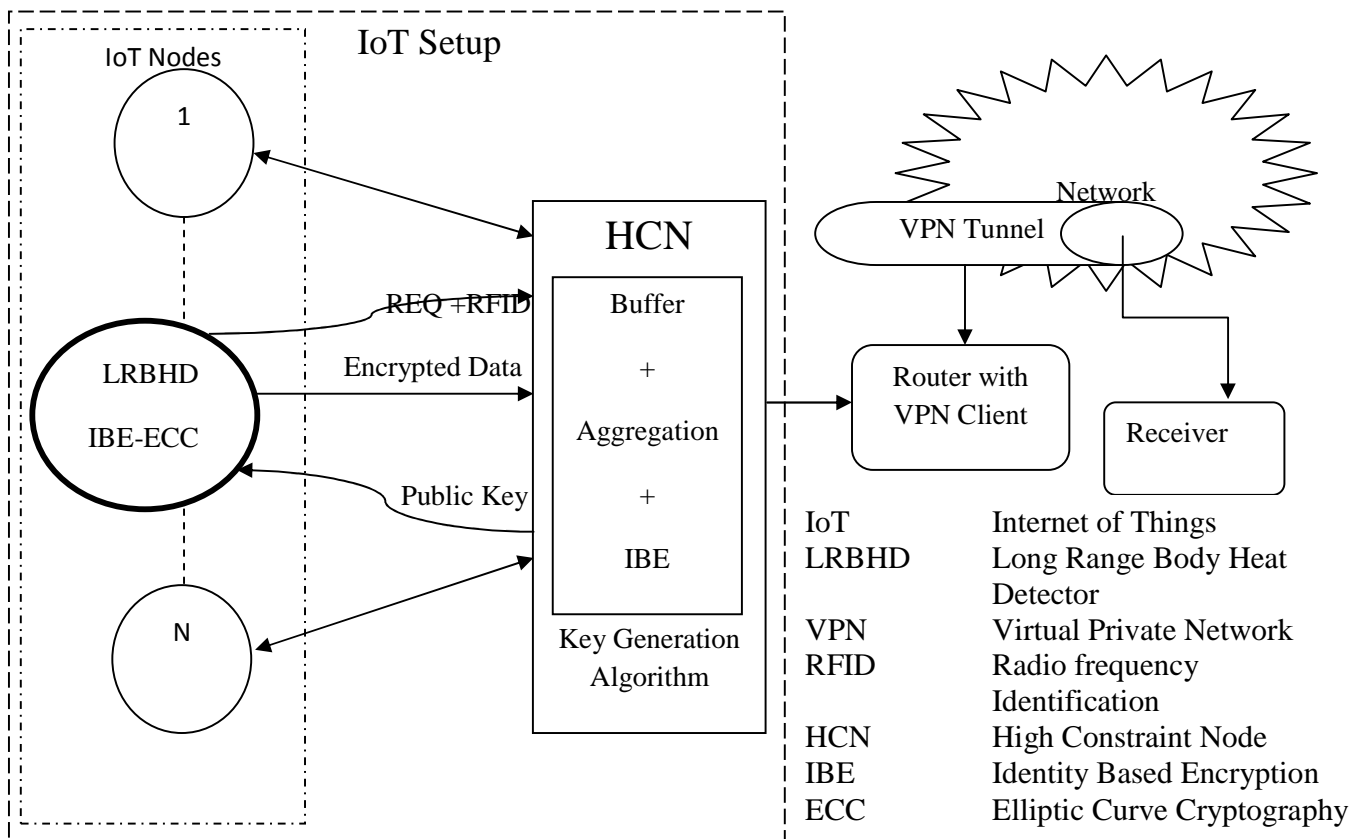 IoT Setup
IoT Nodes
1
LRBHD
IBE-ECC
N
REQ +RFID
Encrypted Data
Public Key
HCN
Buffer
+
Aggregation
+
IBE
Key Generation
Algorithm
Network
VPN Tunnel
Router with
VPN Client
Receiver
IoT Internet of Things
LRBHD Long Range Body Heat
Detector
VPN Virtual Private Network
RFID Radio frequency
Identification
HCN High Constraint Node
IBE Identity Based Encryption
ECC Elliptic Curve Cryptography